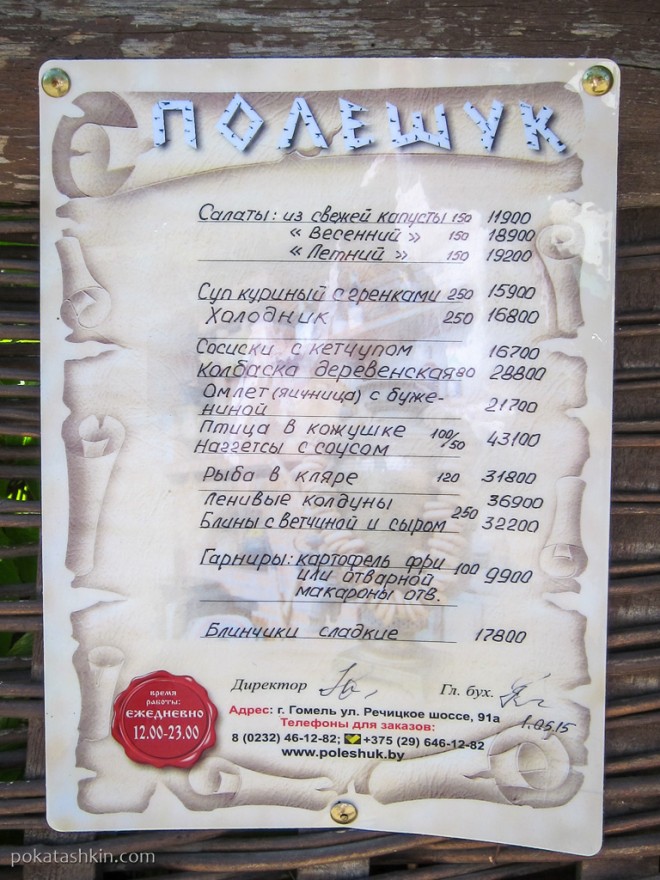 ПОЛЕШУК
Салаты: из свежей капусты 150 11900
« Весенний » 150 18900
« Летний » 150 19200
Суп куриный с гренками 250 15900
Холодник 250 16800
Сосиски с кетчупом 16700
Колбаска деревенская 80 28800
Омлет (яичница) с буже-
ниной 21700
Птица в кожушке 100/50 43100
Наггетсы с соусом
Рыба в кляре 120 31800
Ленивые колдуны 36900
250
Блины с ветчиной и сыром 32200
Гарниры: картофель фри 100 9900
или отварной
макароны отв.
Блинчики сладкие 17800
Директор
Гл. бух.
время
работы:
ЕЖЕДНЕВНО
12.00-23.00
Адрес: г. Гомель ул. Речицкое шоссе, 91а
1.06.15
Телефоны для заказов:
8 (0232) 46-12-82; +375 (29) 646-12-82
www.poleshuk.by
pokatashkin.com